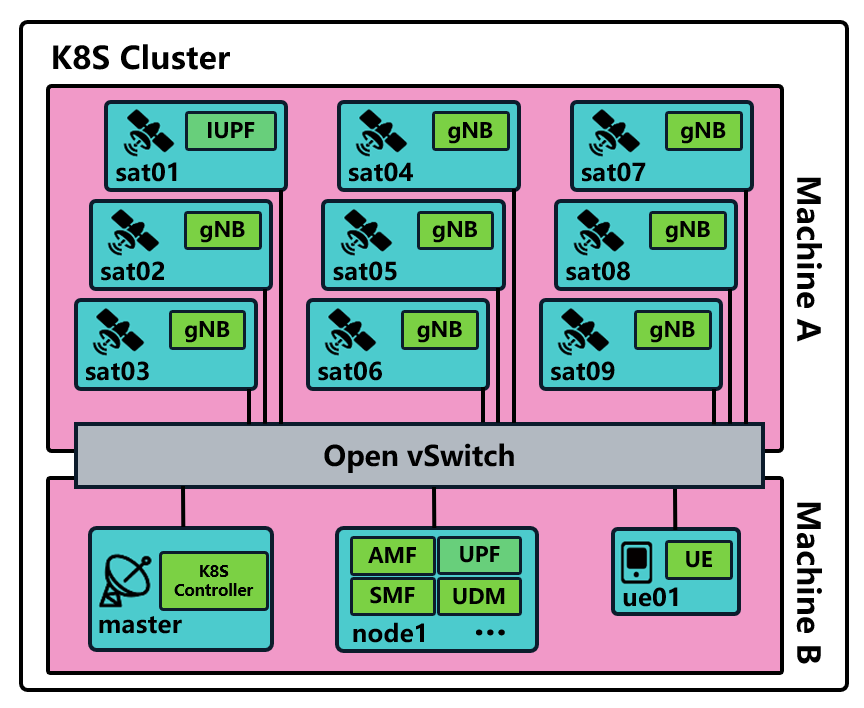 K8S Cluster
IUPF
sat01
gNB
sat04
gNB
sat07
gNB
sat02
gNB
sat05
gNB
sat08
gNB
sat03
gNB
sat06
gNB
sat09
Machine A
Open vSwitch
K8S
Controller
master
AMF
UPF
SMF
UDM
node1
...
UE
ue01
Machine B